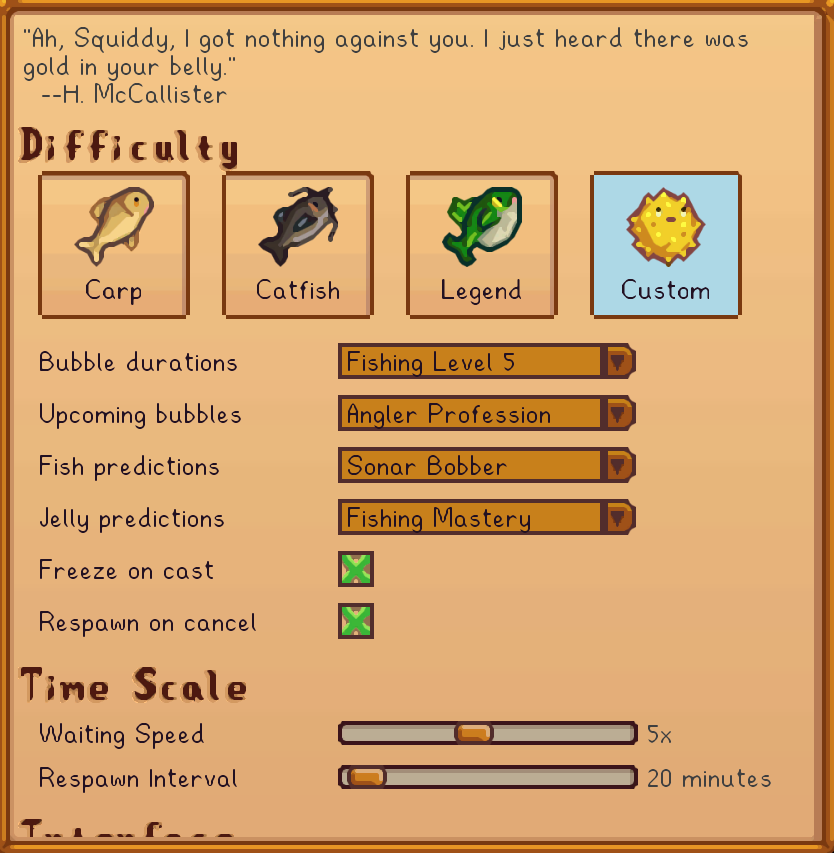 "Ah, Squiddy, I got nothing against you. I just heard there was
gold in your belly."
--H. McCallister
Difficulty
Carp Catfish Legend Custom
Bubble durations Fishing Level 5
Upcoming bubbles Angler Profession
Fish predictions Sonar Bobber
Jelly predictions Fishing Mastery
Freeze on cast
Respawn on cancel
Time Scale
Waiting Speed 5x
Respawn Interval 20 minutes
Interface